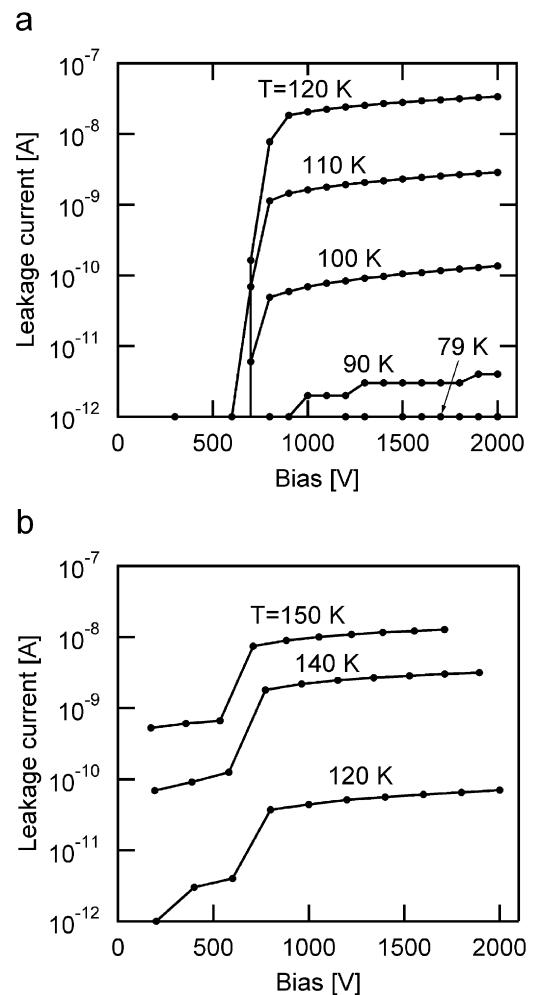 a
10^-7
T=120 K
10^-8
110 K
10^-9
100 K
10^-10
10^-11
79 K
90 K
10^-12
0 500 1000 1500 2000
Bias [V]
Leakage current [A]
b
10^-7
T=150 K
10^-8
140 K
10^-9
120 K
10^-10
10^-11
10^-12
0 500 1000 1500 2000
Bias [V]
Leakage current [A]